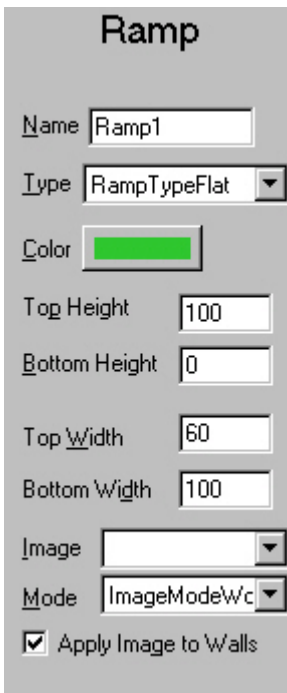 Ramp
Name Ramp1
Type RampTypeFlat
Color
Top Height 100
Bottom Height 0
Top Width 60
Bottom Width 100
Image
Mode ImageModeWo
Apply Image to Walls